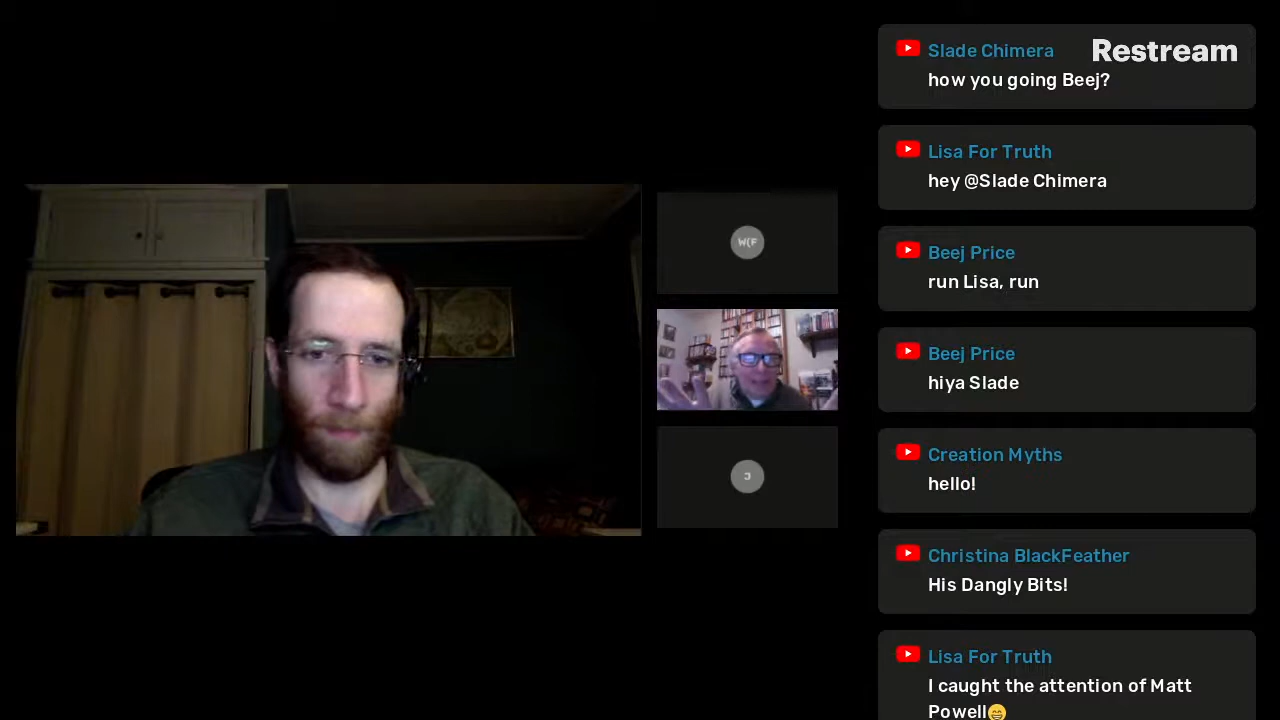 Restream
Slade Chimera
how you going Beej?
Lisa For Truth
hey @Slade Chimera
Beej Price
run Lisa, run
Beej Price
hiya Slade
Creation Myths
hello!
Christina BlackFeather
His Dangly Bits!
Lisa For Truth
I caught the attention of Matt
Powell😁
W(F